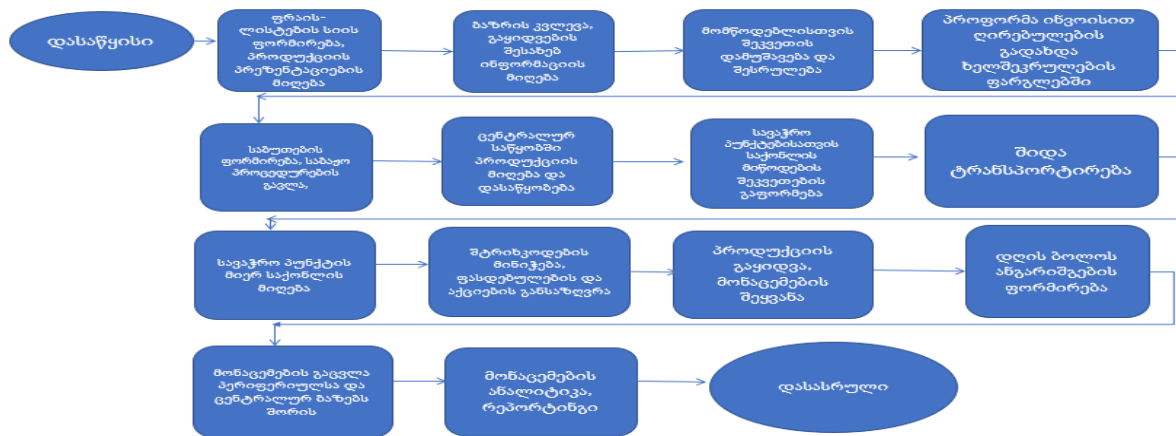 დასაწყისი
ფრაის-
ლისტების სიის
ფორმირება,
პროდუქციის
პრეზენტაციების
მიღება
ბაზრის კვლევა,
გაყიდვების
შესახებ
ინფორმაციის
მიღება
მომწოდებლისთვის
შეკვეთის
დამუშავება და
შესრულება
პროფორმა ინვოისით
ღირებულების
გადახდა
ხელშეკრულების
ფარგლებში
საბუთების
ფორმირება, საბაჟო
პროცედურების
გავლა,
ცენტრალურ
საწყობში
პროდუქციის
მიღება და
დასაწყობება
სავაჭრო
პუნქტებისათვის
საქონლის
მიწოდების
შეკვეთების
გაფორმება
შიდა
ტრანსპორტირება
სავაჭრო პუნქტის
მიერ საქონლის
მიღება
შტრიხკოდების
მინიჭება,
ფასდებულების და
აქციების განსაზღვრა
პროდუქციის
გაყიდვა,
მონაცემების
შეყვანა
დღის ბოლოს
ანგარიშგების
ფორმირება
მონაცემების გაცვლა
პერიფერიულსა და
ცენტრალურ ბაზებს
შორის
მონაცემების
ანალიტიკა,
რეპორტინგი
დასასრული